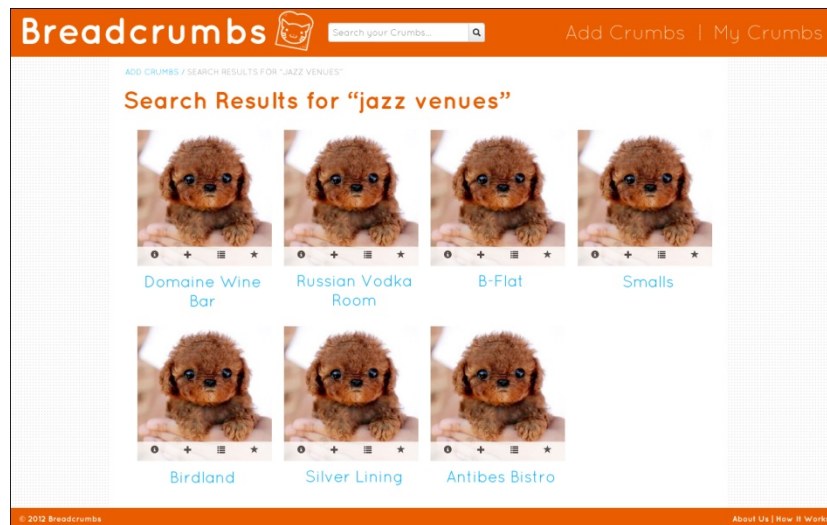 Breadcrumbs
Search your Crumbs...
Add Crumbs | My Crumbs
ADD CRUMBS / SEARCH RESULTS FOR "JAZZ VENUES"
Search Results for “jazz venues”
Domaine Wine
Bar
Russian Vodka
Room
B-Flat
Smalls
Birdland
Silver Lining
Antibes Bistro
© 2012 Breadcrumbs
About Us | How It Works